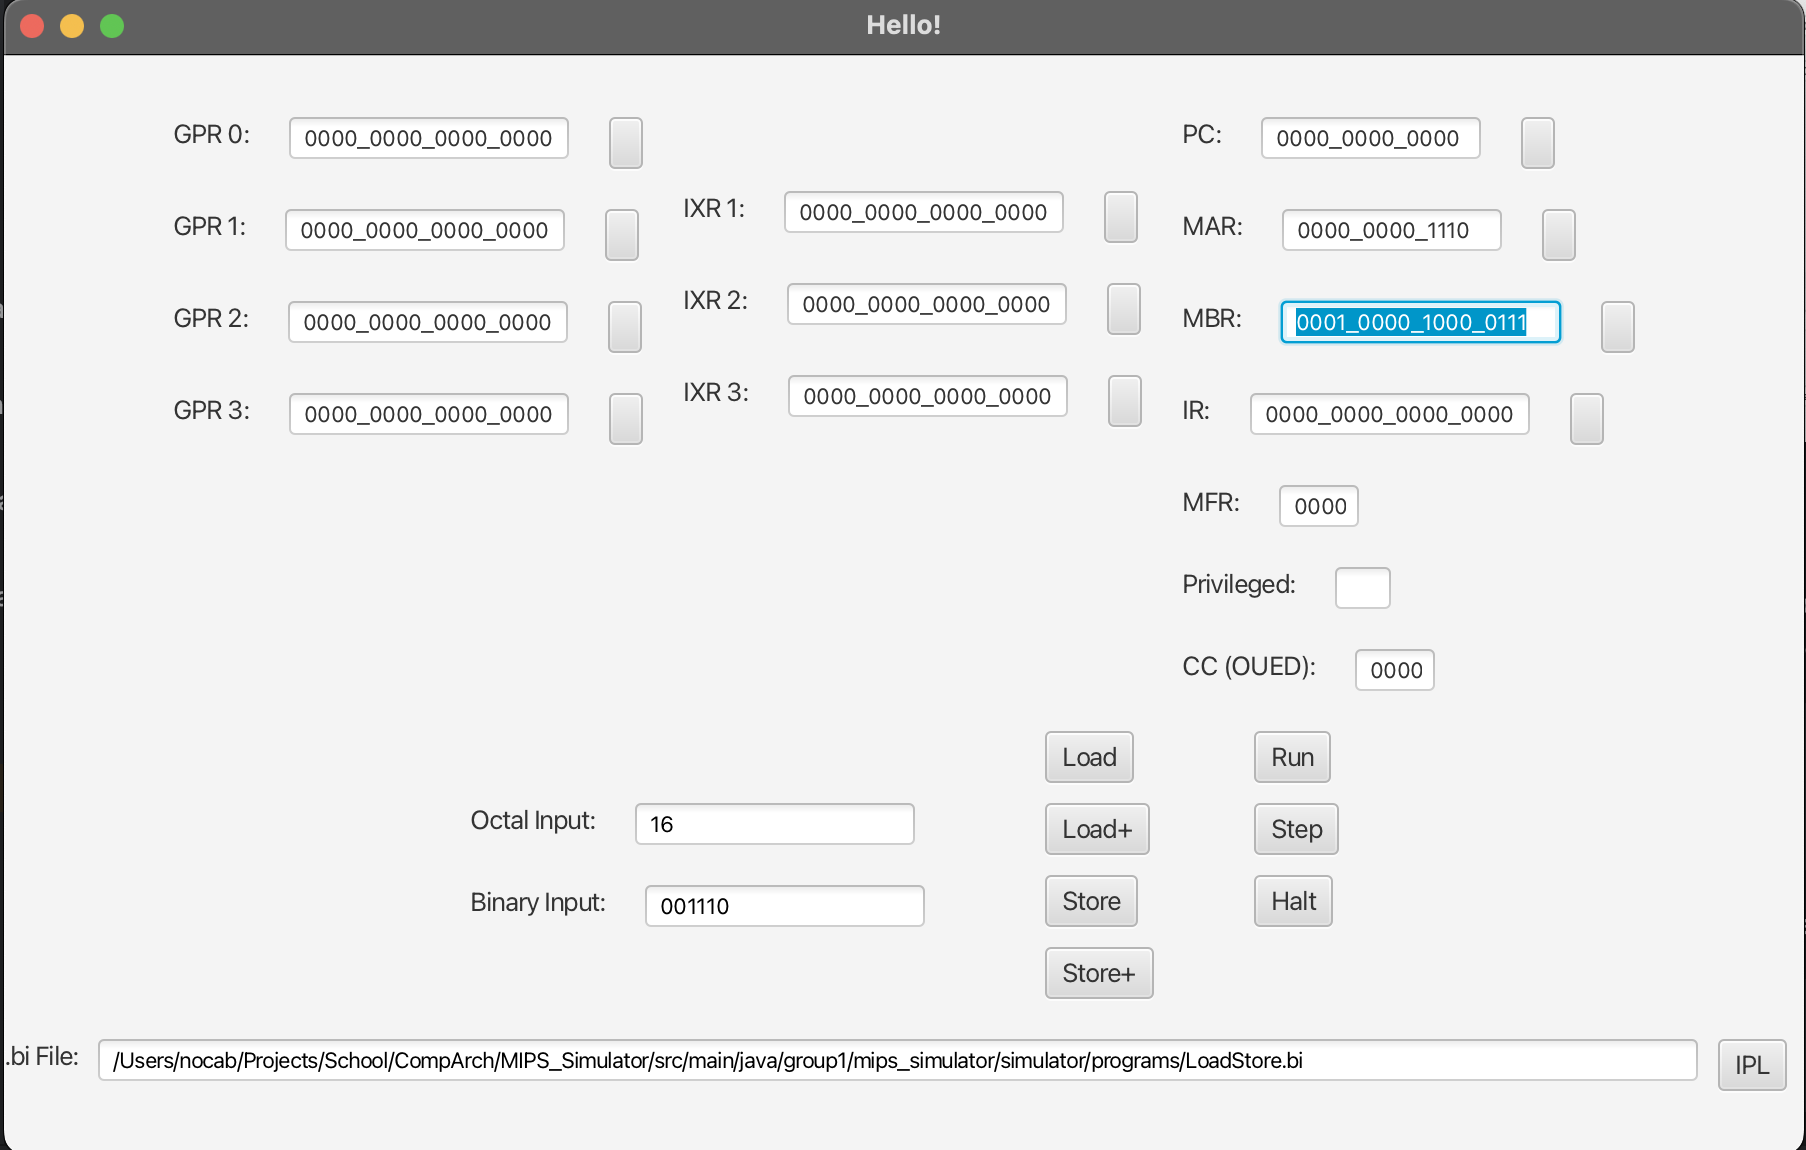 Hello!
GPR 0: 0000_0000_0000_0000
GPR 1: 0000_0000_0000_0000
GPR 2: 0000_0000_0000_0000
GPR 3: 0000_0000_0000_0000
IXR 1: 0000_0000_0000_0000
IXR 2: 0000_0000_0000_0000
IXR 3: 0000_0000_0000_0000
PC: 0000_0000_0000
MAR: 0000_0000_1110
MBR: 0001_0000_1000_0111
IR: 0000_0000_0000_0000
MFR: 0000
Privileged:
CC (OUED): 0000
Octal Input: 16
Binary Input: 001110
Load
Load+
Store
Store+
Run
Step
Halt
.bi File: /Users/nocab/Projects/School/CompArch/MIPS_Simulator/src/main/java/group1/mips_simulator/simulator/programs/LoadStore.bi
IPL